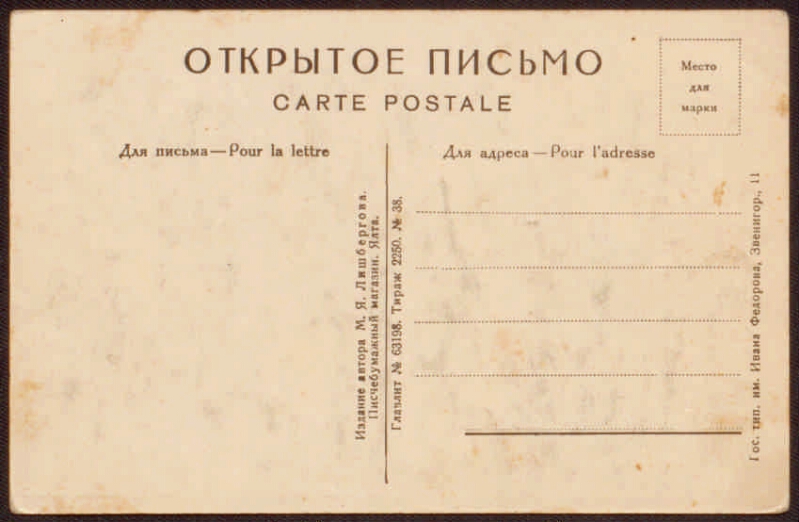 ОТКРЫТОЕ ПИСЬМО
CARTE POSTALE
Место
для
марки
Для письма — Pour la lettre
Для адреса — Pour l'adresse
Издание автора М. Я. Лишбергова.
Писчебумажный магазин. Ялта.
Главлит № 63198. Тираж 2250. № 38.
Гос. тип. им. Ивана Федорова, Звенигор., 11